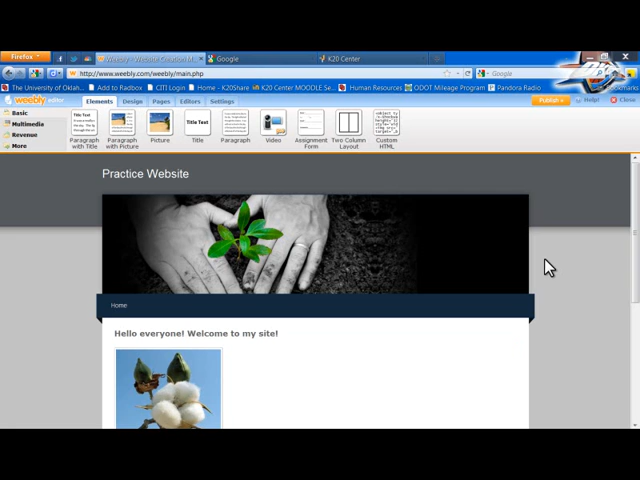 Firefox
Weebly - Website Creation M...
Google
K20 Center
http://www.weebly.com/weebly/main.php
Google
The University of Oklah...
Add to Radbox
CITI Login
Home - K20Share
K20 Center MOODLE Se...
Human Resources
ODOT Mileage Program
Pandora Radio
Bookmarks
weebly editor
Elements
Design
Pages
Editors
Settings
Publish
Help!
Close
Basic
Multimedia
Revenue
More
Paragraph with Title
Paragraph with Picture
Picture
Title Text
Title
Paragraph
Video
Assignment Form
Two Column Layout
Custom HTML
Practice Website
Home
Hello everyone! Welcome to my site!